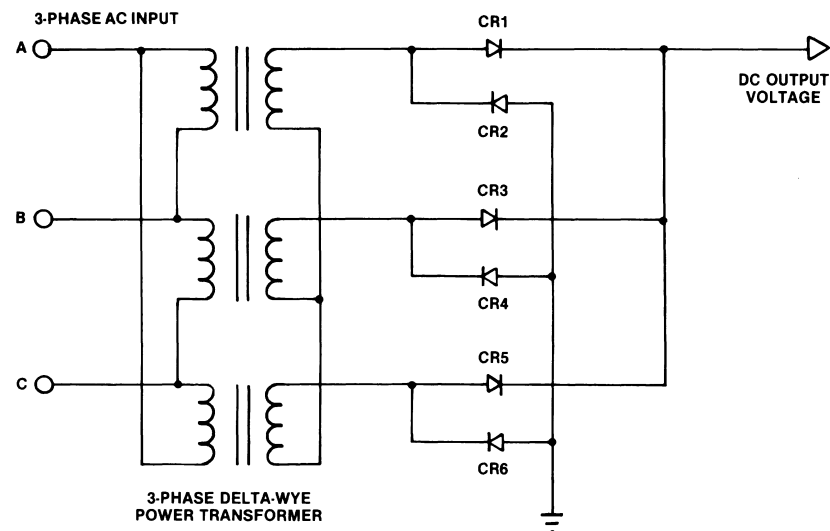 3-PHASE AC INPUT
A
CR1
DC OUTPUT
VOLTAGE
CR2
B
CR3
CR4
C
CR5
CR6
3-PHASE DELTA-WYE
POWER TRANSFORMER